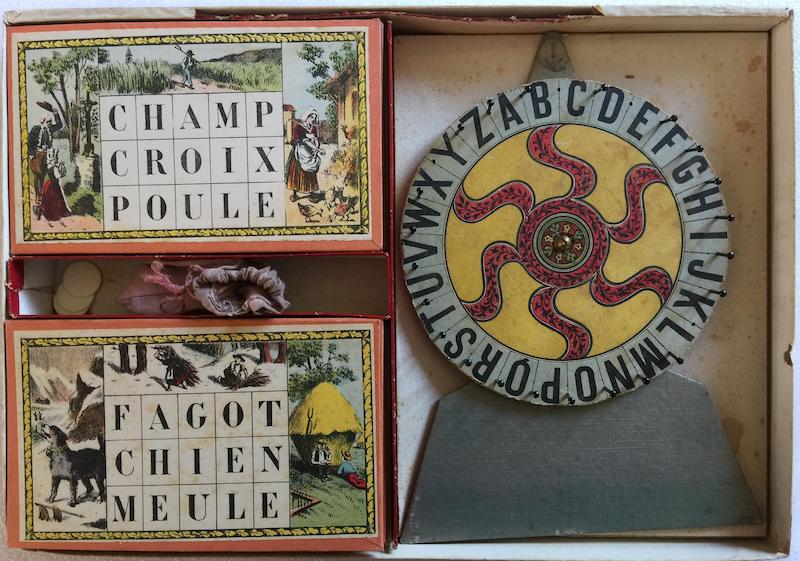 CHAMP
CROIX
POULE
FAGOT
CHIEN
MEULE
ABCDEFGHIJKLMNOPQRSTUVWXYZ